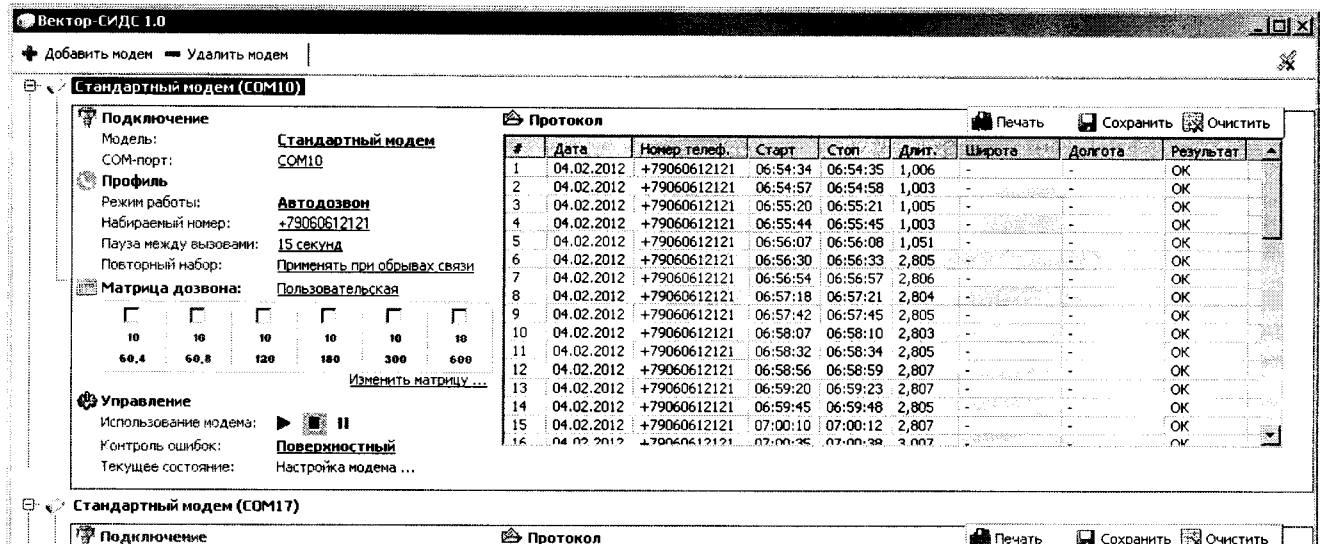 Вектор-СИДС 1.0
Добавить модем Удалить модем
Стандартный модем (COM10)
Подключение
Модель: Стандартный модем
COM-порт: COM10
Профиль
Режим работы: Автодозвон
Набираемый номер: +79060612121
Пауза между вызовами: 15 секунд
Повторный набор: Применять при обрывах связи
Матрица дозвона: Пользовательская
10 10 10 10 10 10
60,4 60,8 120 180 300 600
Изменить матрицу ...
Управление
Использование модема:
Контроль ошибок: Поверхностный
Текущее состояние: Настройка модема ...
Протокол Печать Сохранить Очистить
# Дата Номер телеф. Старт Стоп Длит. Широта Долгота Результат
1 04.02.2012 +79060612121 06:54:34 06:54:35 1,006 - - OK
2 04.02.2012 +79060612121 06:54:57 06:54:58 1,003 - - OK
3 04.02.2012 +79060612121 06:55:20 06:55:21 1,005 - - OK
4 04.02.2012 +79060612121 06:55:44 06:55:45 1,003 - - OK
5 04.02.2012 +79060612121 06:56:07 06:56:08 1,051 - - OK
6 04.02.2012 +79060612121 06:56:30 06:56:33 2,805 - - OK
7 04.02.2012 +79060612121 06:56:54 06:56:57 2,806 - - OK
8 04.02.2012 +79060612121 06:57:18 06:57:21 2,804 - - OK
9 04.02.2012 +79060612121 06:57:42 06:57:45 2,805 - - OK
10 04.02.2012 +79060612121 06:58:07 06:58:10 2,803 - - OK
11 04.02.2012 +79060612121 06:58:32 06:58:34 2,805 - - OK
12 04.02.2012 +79060612121 06:58:56 06:58:59 2,807 - - OK
13 04.02.2012 +79060612121 06:59:20 06:59:23 2,807 - - OK
14 04.02.2012 +79060612121 06:59:45 06:59:48 2,805 - - OK
15 04.02.2012 +79060612121 07:00:10 07:00:12 2,807 - - OK
16 04.02.2012 +79060612121 07:00:35 07:00:38 3,007 - - OK
Стандартный модем (COM17)
Подключение
Протокол Печать Сохранить Очистить